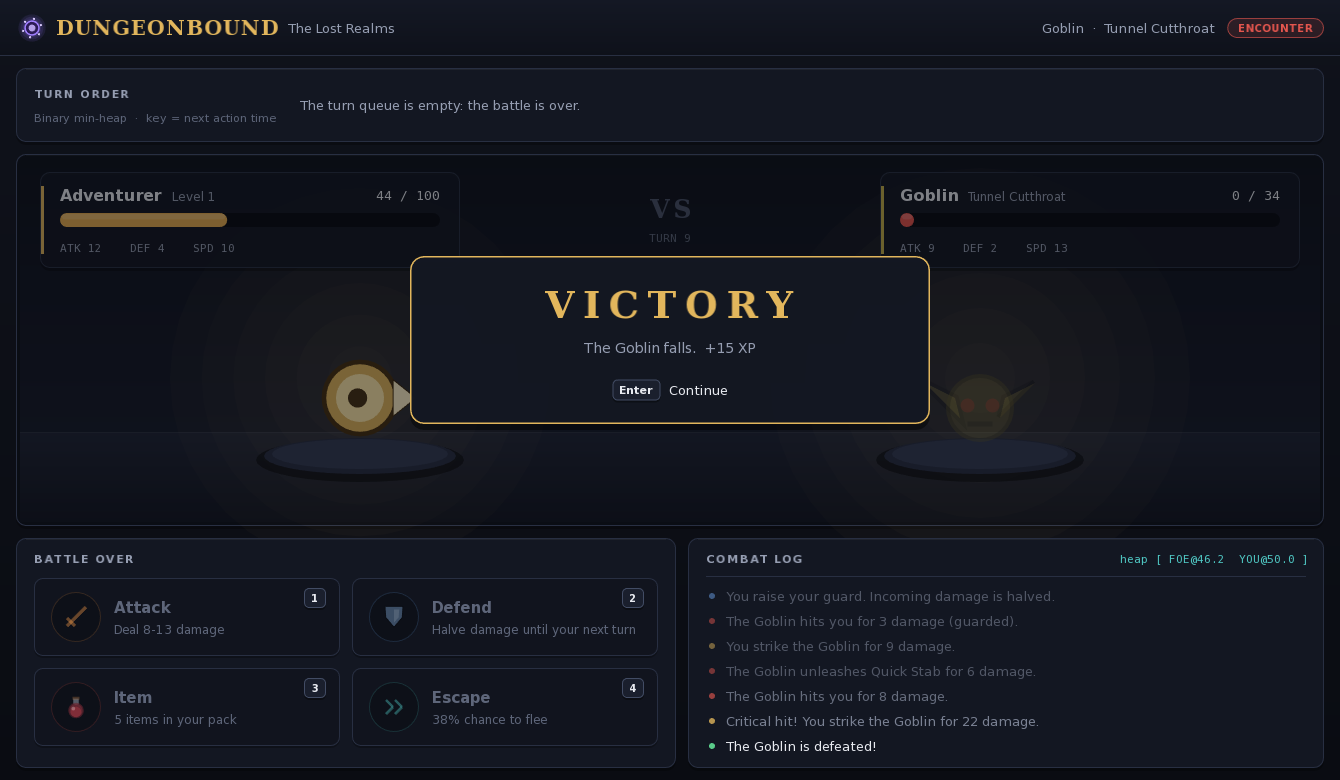 DUNGEONBOUND The Lost Realms
Goblin · Tunnel Cutthroat ENCOUNTER
TURN ORDER
Binary min-heap · key = next action time
The turn queue is empty: the battle is over.
Adventurer Level 1 44 / 100
ATK 12 DEF 4 SPD 10
VS
TURN 9
Goblin Tunnel Cutthroat 0 / 34
ATK 9 DEF 2 SPD 13
VICTORY
The Goblin falls. +15 XP
Enter Continue
BATTLE OVER
Attack 1
Deal 8-13 damage
Defend 2
Halve damage until your next turn
Item 3
5 items in your pack
Escape 4
38% chance to flee
COMBAT LOG heap [ FOE@46.2 YOU@50.0 ]
You raise your guard. Incoming damage is halved.
The Goblin hits you for 3 damage (guarded).
You strike the Goblin for 9 damage.
The Goblin unleashes Quick Stab for 6 damage.
The Goblin hits you for 8 damage.
Critical hit! You strike the Goblin for 22 damage.
The Goblin is defeated!